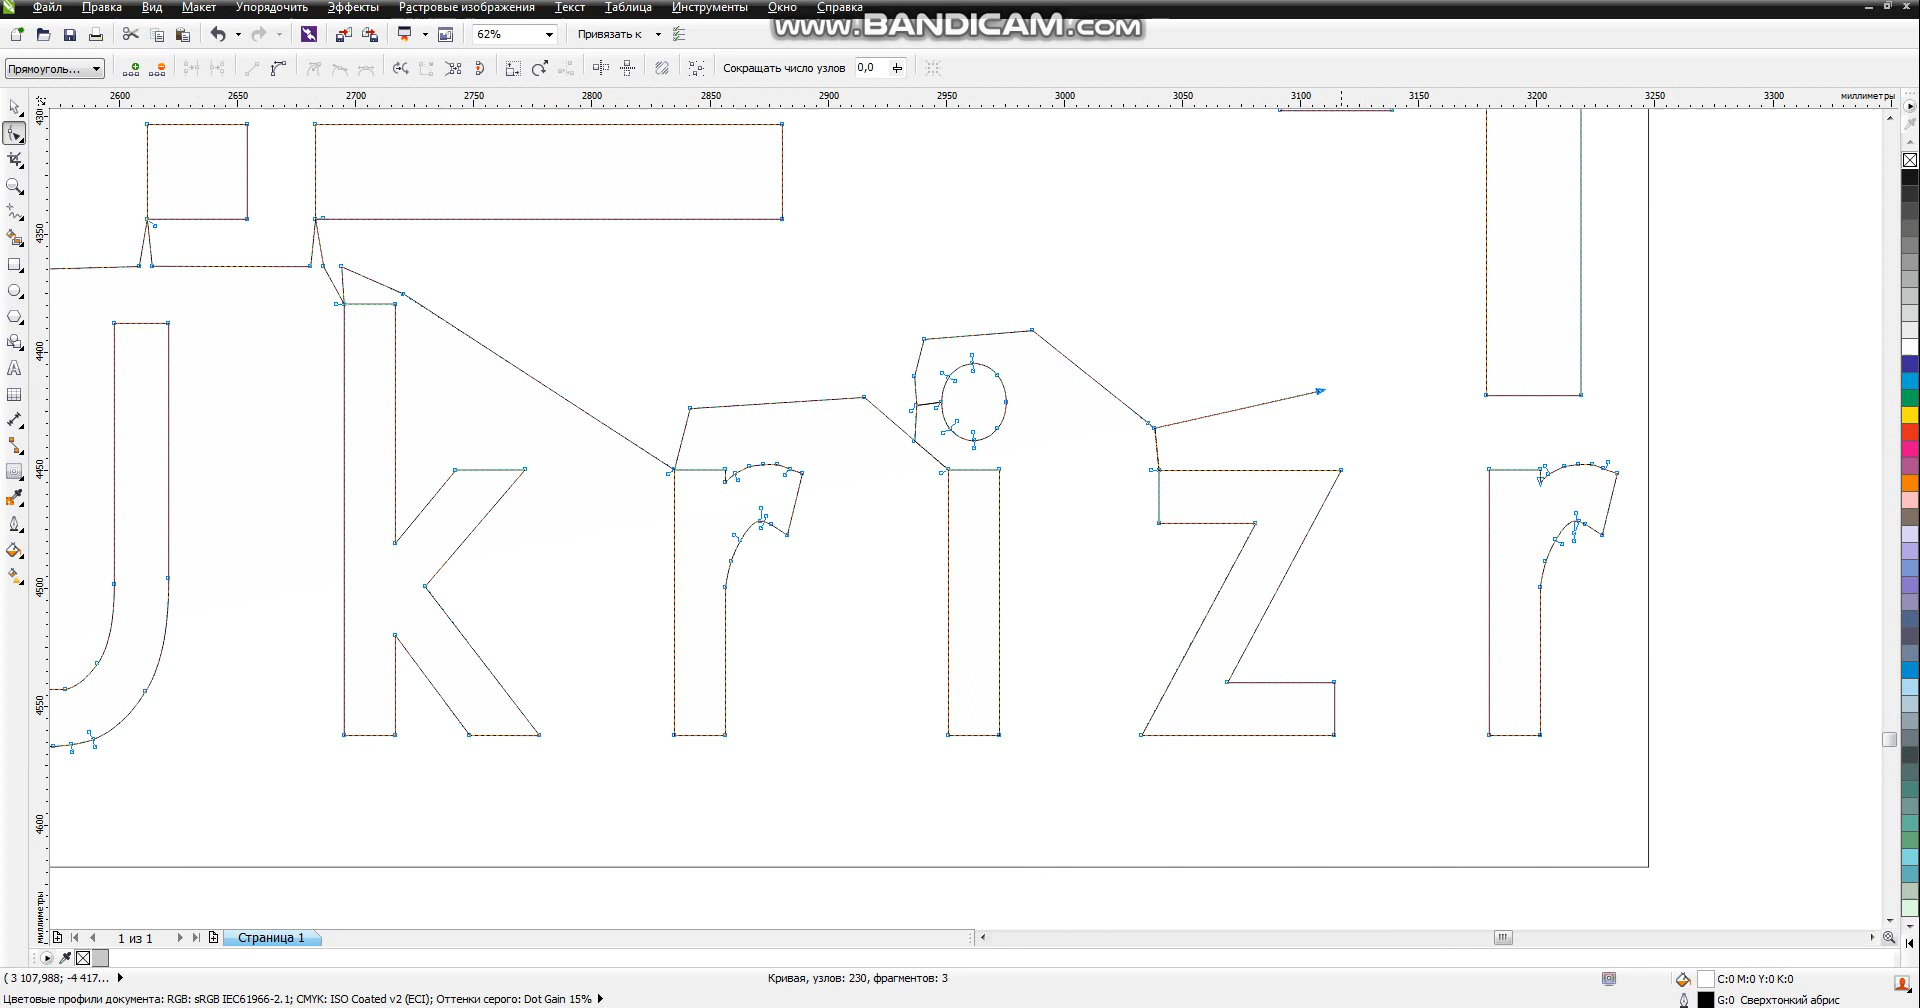 Файл Правка Вид Макет Упорядочить Эффекты Растровые изображения Текст Таблица Инструменты Окно Справка
www.BANDICAM.com
62% Привязать к
Прямоуголь... Сокращать число узлов 0,0
2600 2650 2700 2750 2800 2850 2900 2950 3000 3050 3100 3150 3200 3250 3300 миллиметры
4300
4350
4400
4450
4500
4550
4600
миллиметры
J k r i z r
1 из 1 Страница 1
( 3 107,988; -4 417... Кривая, узлов: 230, фрагментов: 3 C:0 M:0 Y:0 K:0
Цветовые профили документа: RGB: sRGB IEC61966-2.1; CMYK: ISO Coated v2 (ECI); Оттенки серого: Dot Gain 15% G:0 Сверхтонкий абрис